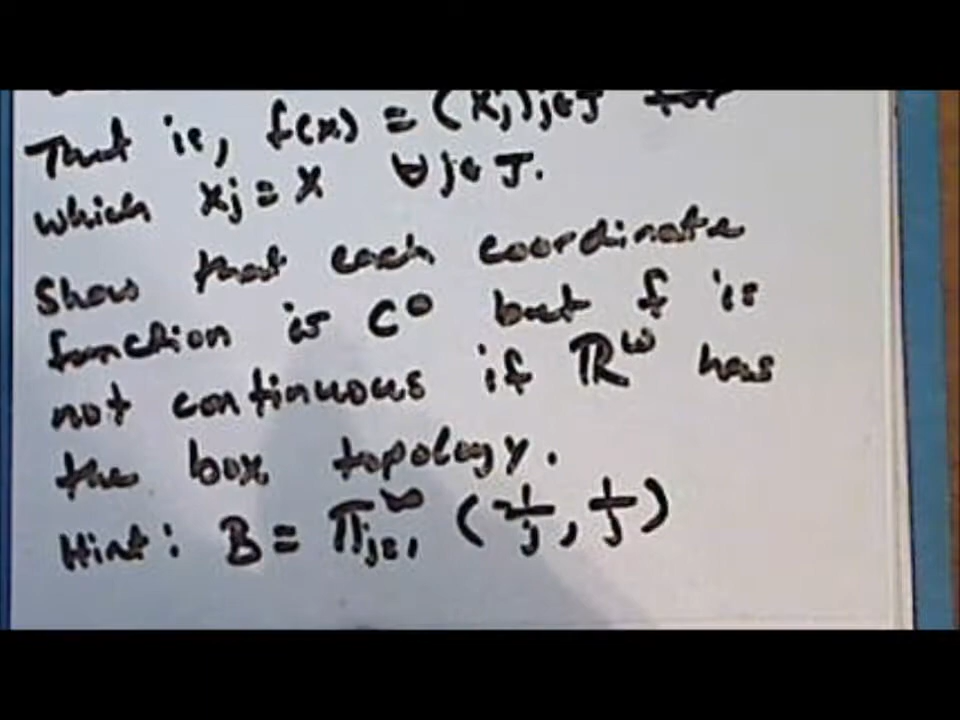 That is, f(x) = (xj)j∈J for
which xj = x ∀ j∈J.
Show that each coordinate
function is C⁰ but f is
not continuous if ℝ^ω has
the box topology.
Hint: B = Π_{j=1}^∞ (-1/j, 1/j)